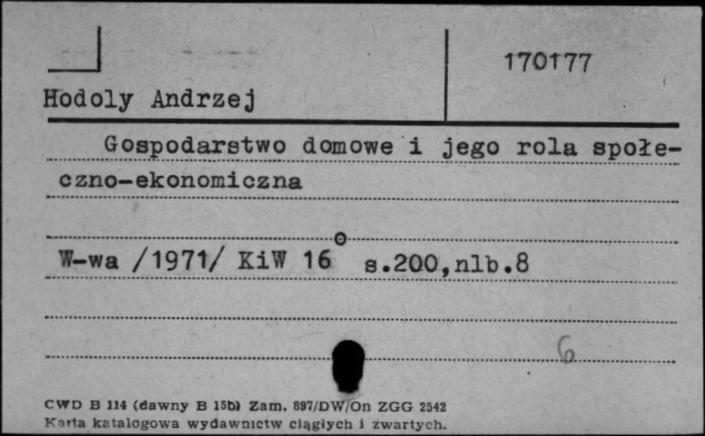 170177
Hodoly Andrzej
Gospodarstwo domowe i jego rola społe-
czno-ekonomiczna
W-wa /1971/ KiW 16° s.200,nlb.8
6
CWD B 114 (dawny B 15b) Zam. 897/DW/On ZGG 2542
Karta katalogowa wydawnictw ciągłych i zwartych.